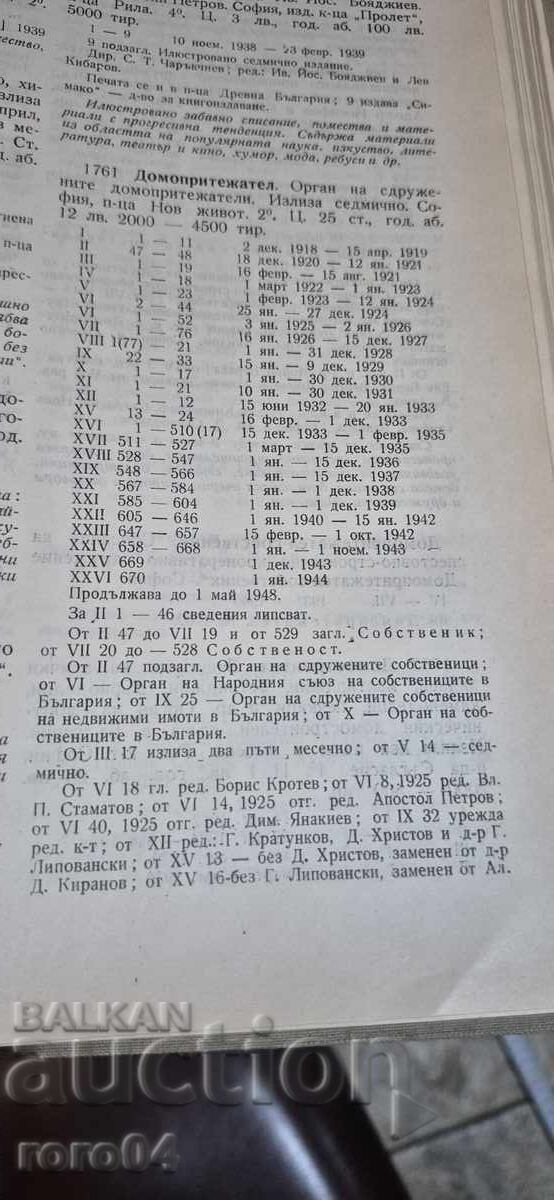 ца Рила. 4°. Ц. 3 лв., год. аб. 100 лв.
5000 тир.
1 — 9 10 ноем. 1938 — 23 февр. 1939
9 подзагл. Илюстровано седмично издание.
Дир. С. Т. Чаръкчиев; ред.: Ив. Йос. Бояджиев и Лев
Кибаров.
Печата се и в п-ца Древна България; 9 издава „Си-
мако" — д-во за книгоиздаване.
Илюстровано забавно списание, помества и мате-
риали с прогресивна тенденция. Съдържа материали
из областта на популярната наука, изкуство, лите-
ратура, театър и кино, хумор, мода, ребуси и др.
1761 Домопритежател. Орган на сдруже-
ните домопритежатели. Излиза седмично. Со-
фия, п-ца Нов живот. 2°. Ц. 25 ст., год. аб.
12 лв. 2000 — 4500 тир.
I 1 — 11 2 дек. 1918 — 15 апр. 1919
II 47 — 48 18 дек. 1920 — 12 ян. 1921
III 1 — 19 16 февр. — 15 авг. 1921
IV 1 — 18 1 март 1922 — 1 ян. 1923
V 1 — 23 1 февр. 1923 — 12 ян. 1924
VI 2 — 44 25 ян. — 27 дек. 1924
VI 1 — 52 3 ян. 1925 — 2 ян. 1926
VII 1 — 76 16 ян. 1926 — 15 дек. 1927
VIII 1(77) — 21 1 ян. — 31 дек. 1928
IX 22 — 33 15 ян. — 9 дек. 1929
X 1 — 17 1 ян. — 30 дек. 1930
XI 1 — 21 10 ян. — 30 дек. 1931
XII 1 — 12 15 юни 1932 — 20 ян. 1933
XV 13 — 24 16 февр. — 1 дек. 1933
XVI 1 — 510 (17) 15 дек. 1933 — 1 февр. 1935
XVII 511 — 527 1 март — 15 дек. 1935
XVIII 528 — 547 1 ян. — 15 дек. 1936
XIX 548 — 566 1 ян. — 15 дек. 1937
XX 567 — 584 1 ян. — 1 дек. 1938
XXI 585 — 604 1 ян. — 1 дек. 1939
XXII 605 — 646 1 ян. 1940 — 15 ян. 1942
XXIII 647 — 657 15 февр. — 1 окт. 1942
XXIV 658 — 668 1 ян. — 1 ноем. 1943
XXV 669 1 дек. 1943
XXVI 670 1 ян. 1944
Продължава до 1 май 1948.
За II 1 — 46 сведения липсват.
От II 47 до VII 19 и от 529 загл. Собственик;
от VII 20 до — 528 Собственост.
От II 47 подзагл. Орган на сдружените собственици;
от VI — Орган на Народния съюз на собствениците в
България; от IX 25 — Орган на сдружените собственици
на недвижими имоти в България; от X — Орган на соб-
ствениците в България.
От III 17 излиза два пъти месечно; от V 14 — сед-
мично.
От VI 18 гл. ред. Борис Кротев; от VI 8, 1925 ред. Вл.
П. Стаматов; от VI 14, 1925 отг. ред. Апостол Петров;
от VI 40, 1925 отг. ред. Дим. Янакиев; от IX 32 урежда
ред. к-т; от XII ред.: Г. Кратунков, Д. Христов и д-р Г.
Липовански; от XV 13 — без Д. Христов, заменен от д-р
Д. Киранов; от XV 16-без Г. Липовански, заменен от Ал.
BALKAN
auction
roro04